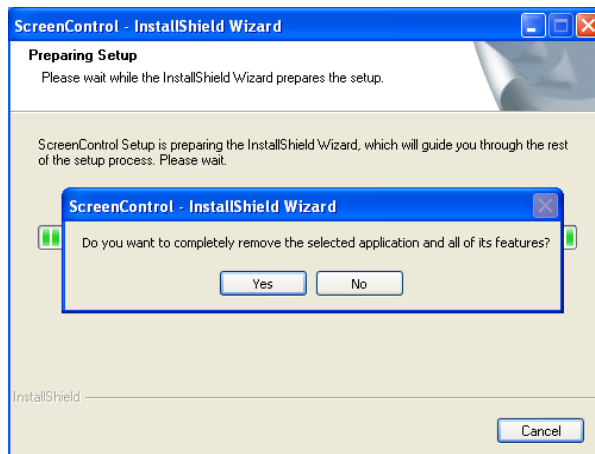 ScreenControl - InstallShield Wizard
Preparing Setup
Please wait while the InstallShield Wizard prepares the setup.
ScreenControl Setup is preparing the InstallShield Wizard, which will guide you through the rest
of the setup process. Please wait.
ScreenControl - InstallShield Wizard
Do you want to completely remove the selected application and all of its features?
Yes No
InstallShield
Cancel